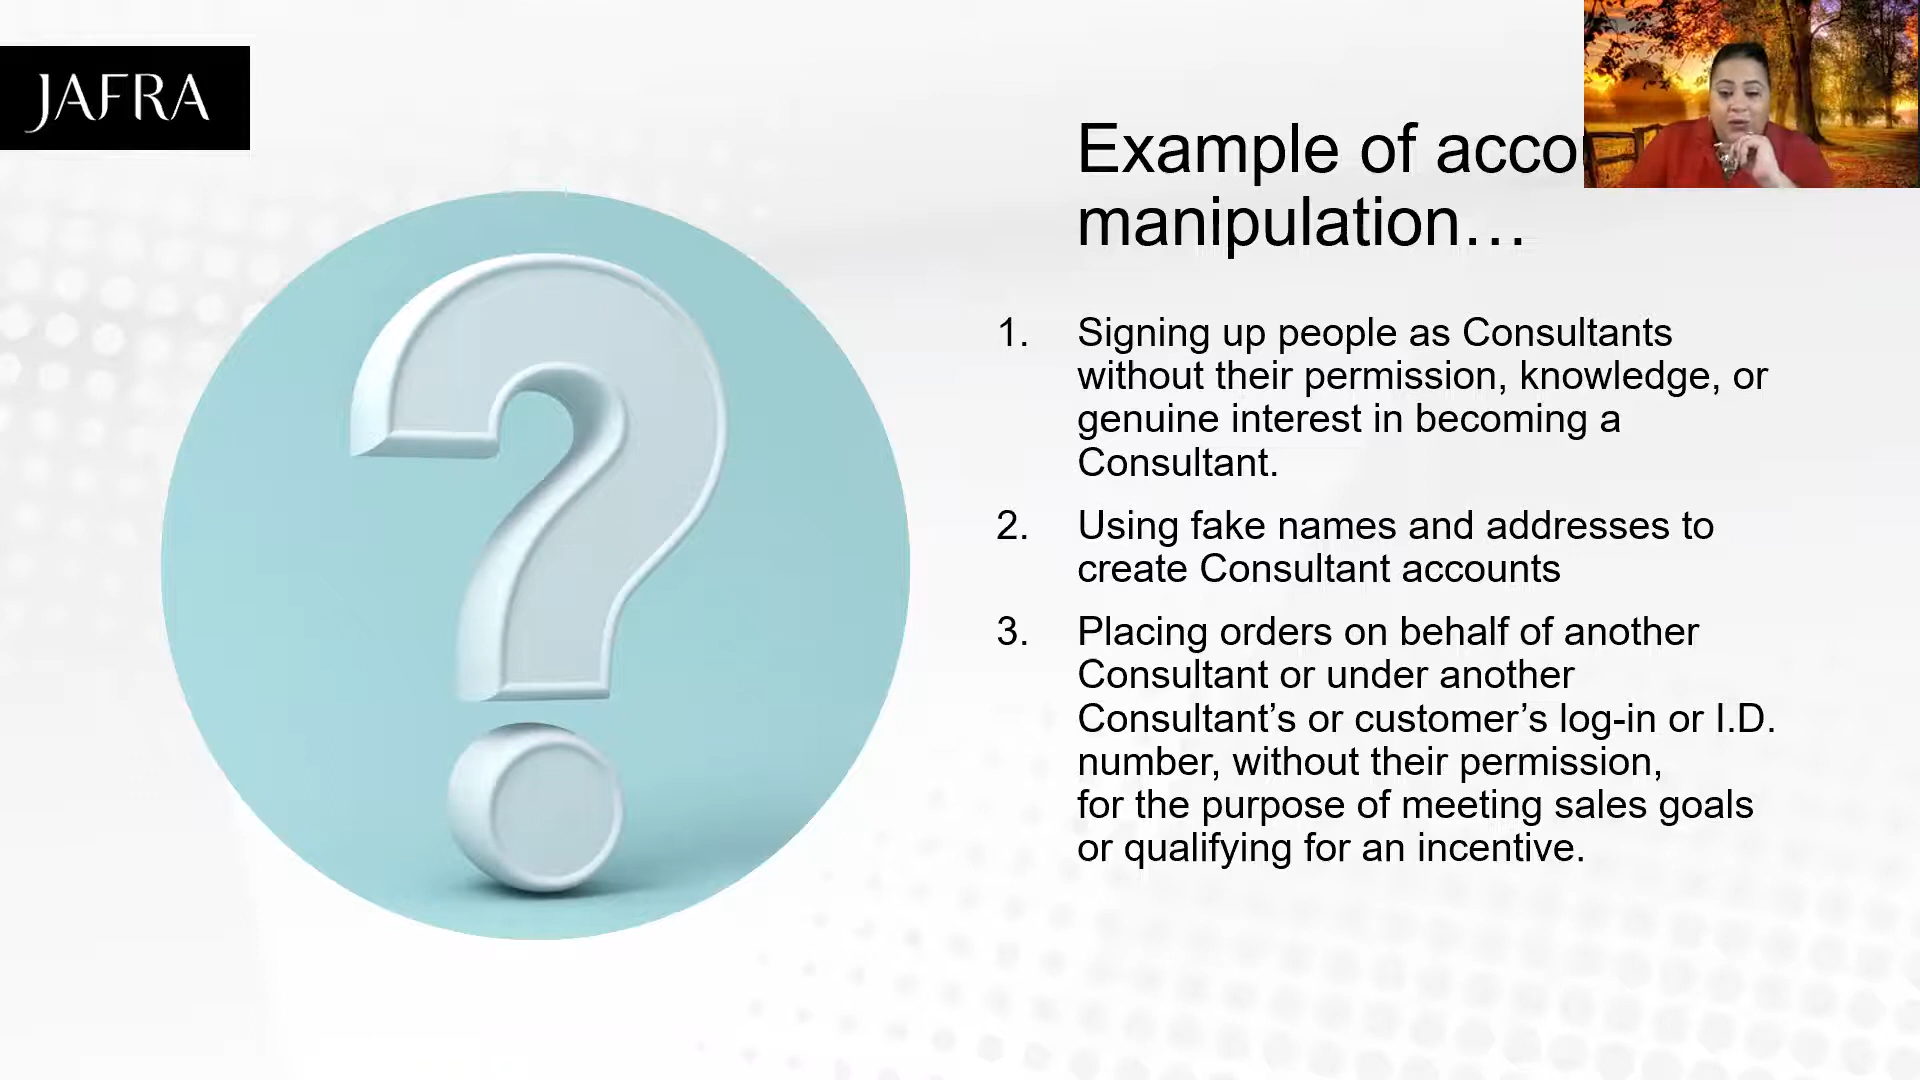 JAFRA
Example of acco
manipulation…
1. Signing up people as Consultants
without their permission, knowledge, or
genuine interest in becoming a
Consultant.
2. Using fake names and addresses to
create Consultant accounts
3. Placing orders on behalf of another
Consultant or under another
Consultant’s or customer’s log-in or I.D.
number, without their permission,
for the purpose of meeting sales goals
or qualifying for an incentive.